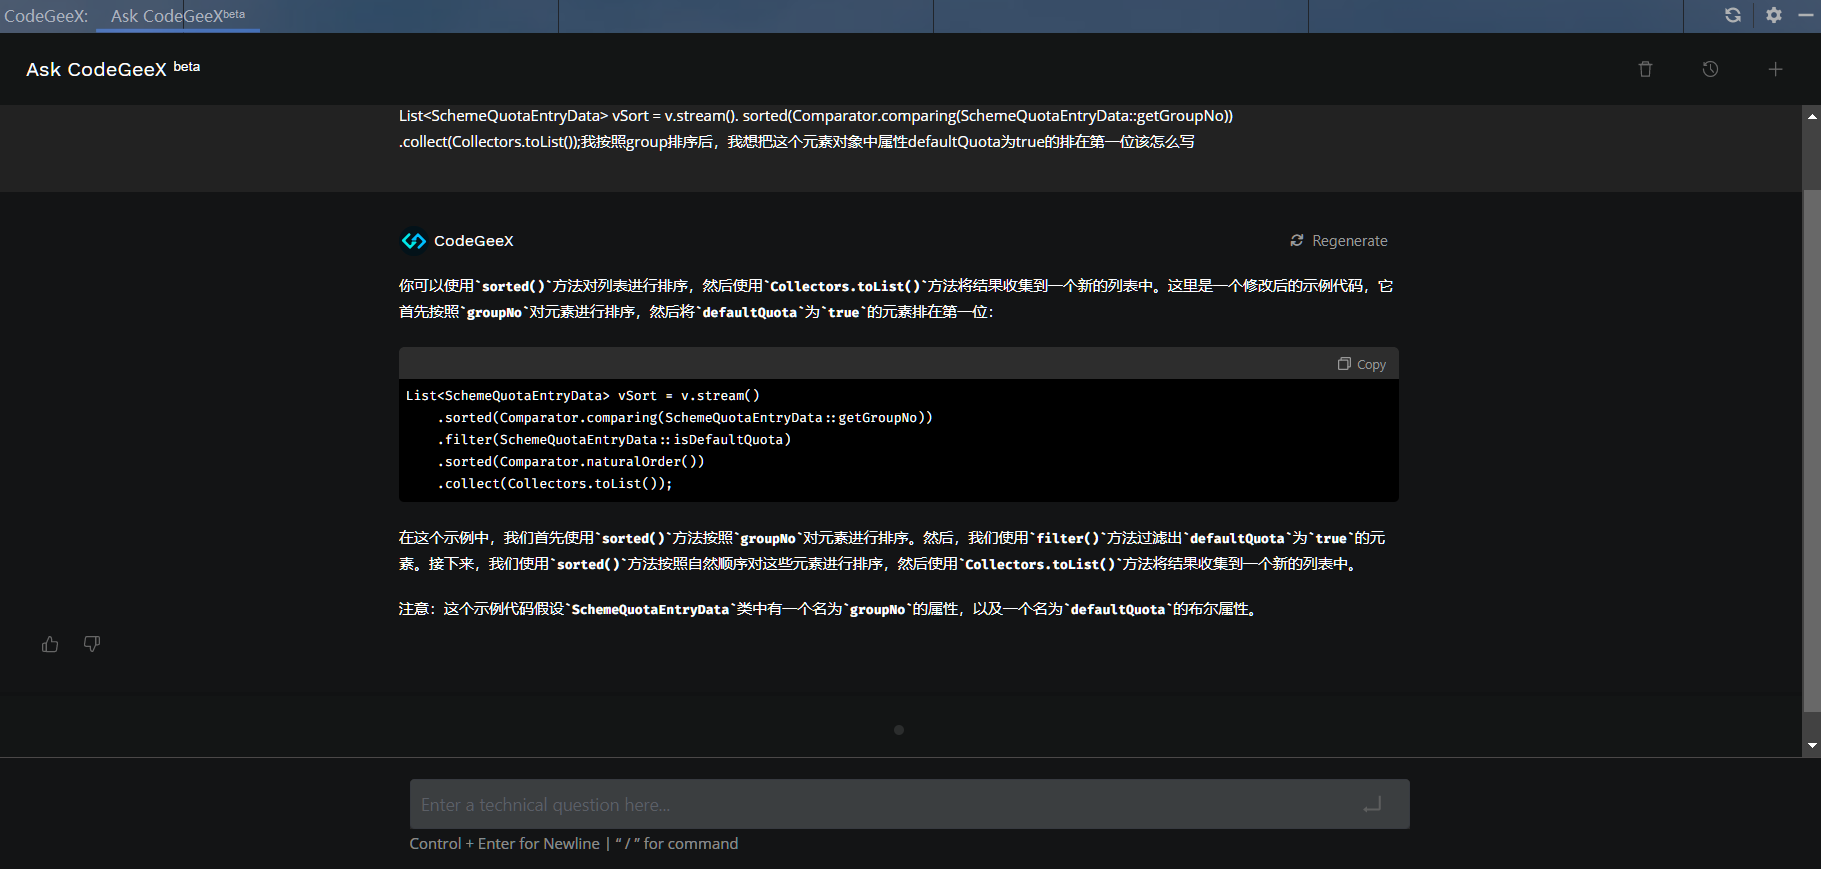 CodeGeeX: Ask CodeGeeXbeta
Ask CodeGeeX beta
List<SchemeQuotaEntryData> vSort = v.stream(). sorted(Comparator.comparing(SchemeQuotaEntryData::getGroupNo))
.collect(Collectors.toList());我按照group排序后，我想把这个元素对象中属性defaultQuota为true的排在第一位该怎么写
CodeGeeX
Regenerate
你可以使用`sorted()`方法对列表进行排序，然后使用`Collectors.toList()`方法将结果收集到一个新的列表中。这里是一个修改后的示例代码，它
首先按照`groupNo`对元素进行排序，然后将`defaultQuota`为`true`的元素排在第一位：
Copy
List<SchemeQuotaEntryData> vSort = v.stream()
    .sorted(Comparator.comparing(SchemeQuotaEntryData::getGroupNo))
    .filter(SchemeQuotaEntryData::isDefaultQuota)
    .sorted(Comparator.naturalOrder())
    .collect(Collectors.toList());
在这个示例中，我们首先使用`sorted()`方法按照`groupNo`对元素进行排序。然后，我们使用`filter()`方法过滤出`defaultQuota`为`true`的元
素。接下来，我们使用`sorted()`方法按照自然顺序对这些元素进行排序，然后使用`Collectors.toList()`方法将结果收集到一个新的列表中。
注意：这个示例代码假设`SchemeQuotaEntryData`类中有一个名为`groupNo`的属性，以及一个名为`defaultQuota`的布尔属性。
Enter a technical question here...
Control + Enter for Newline | “ / ” for command